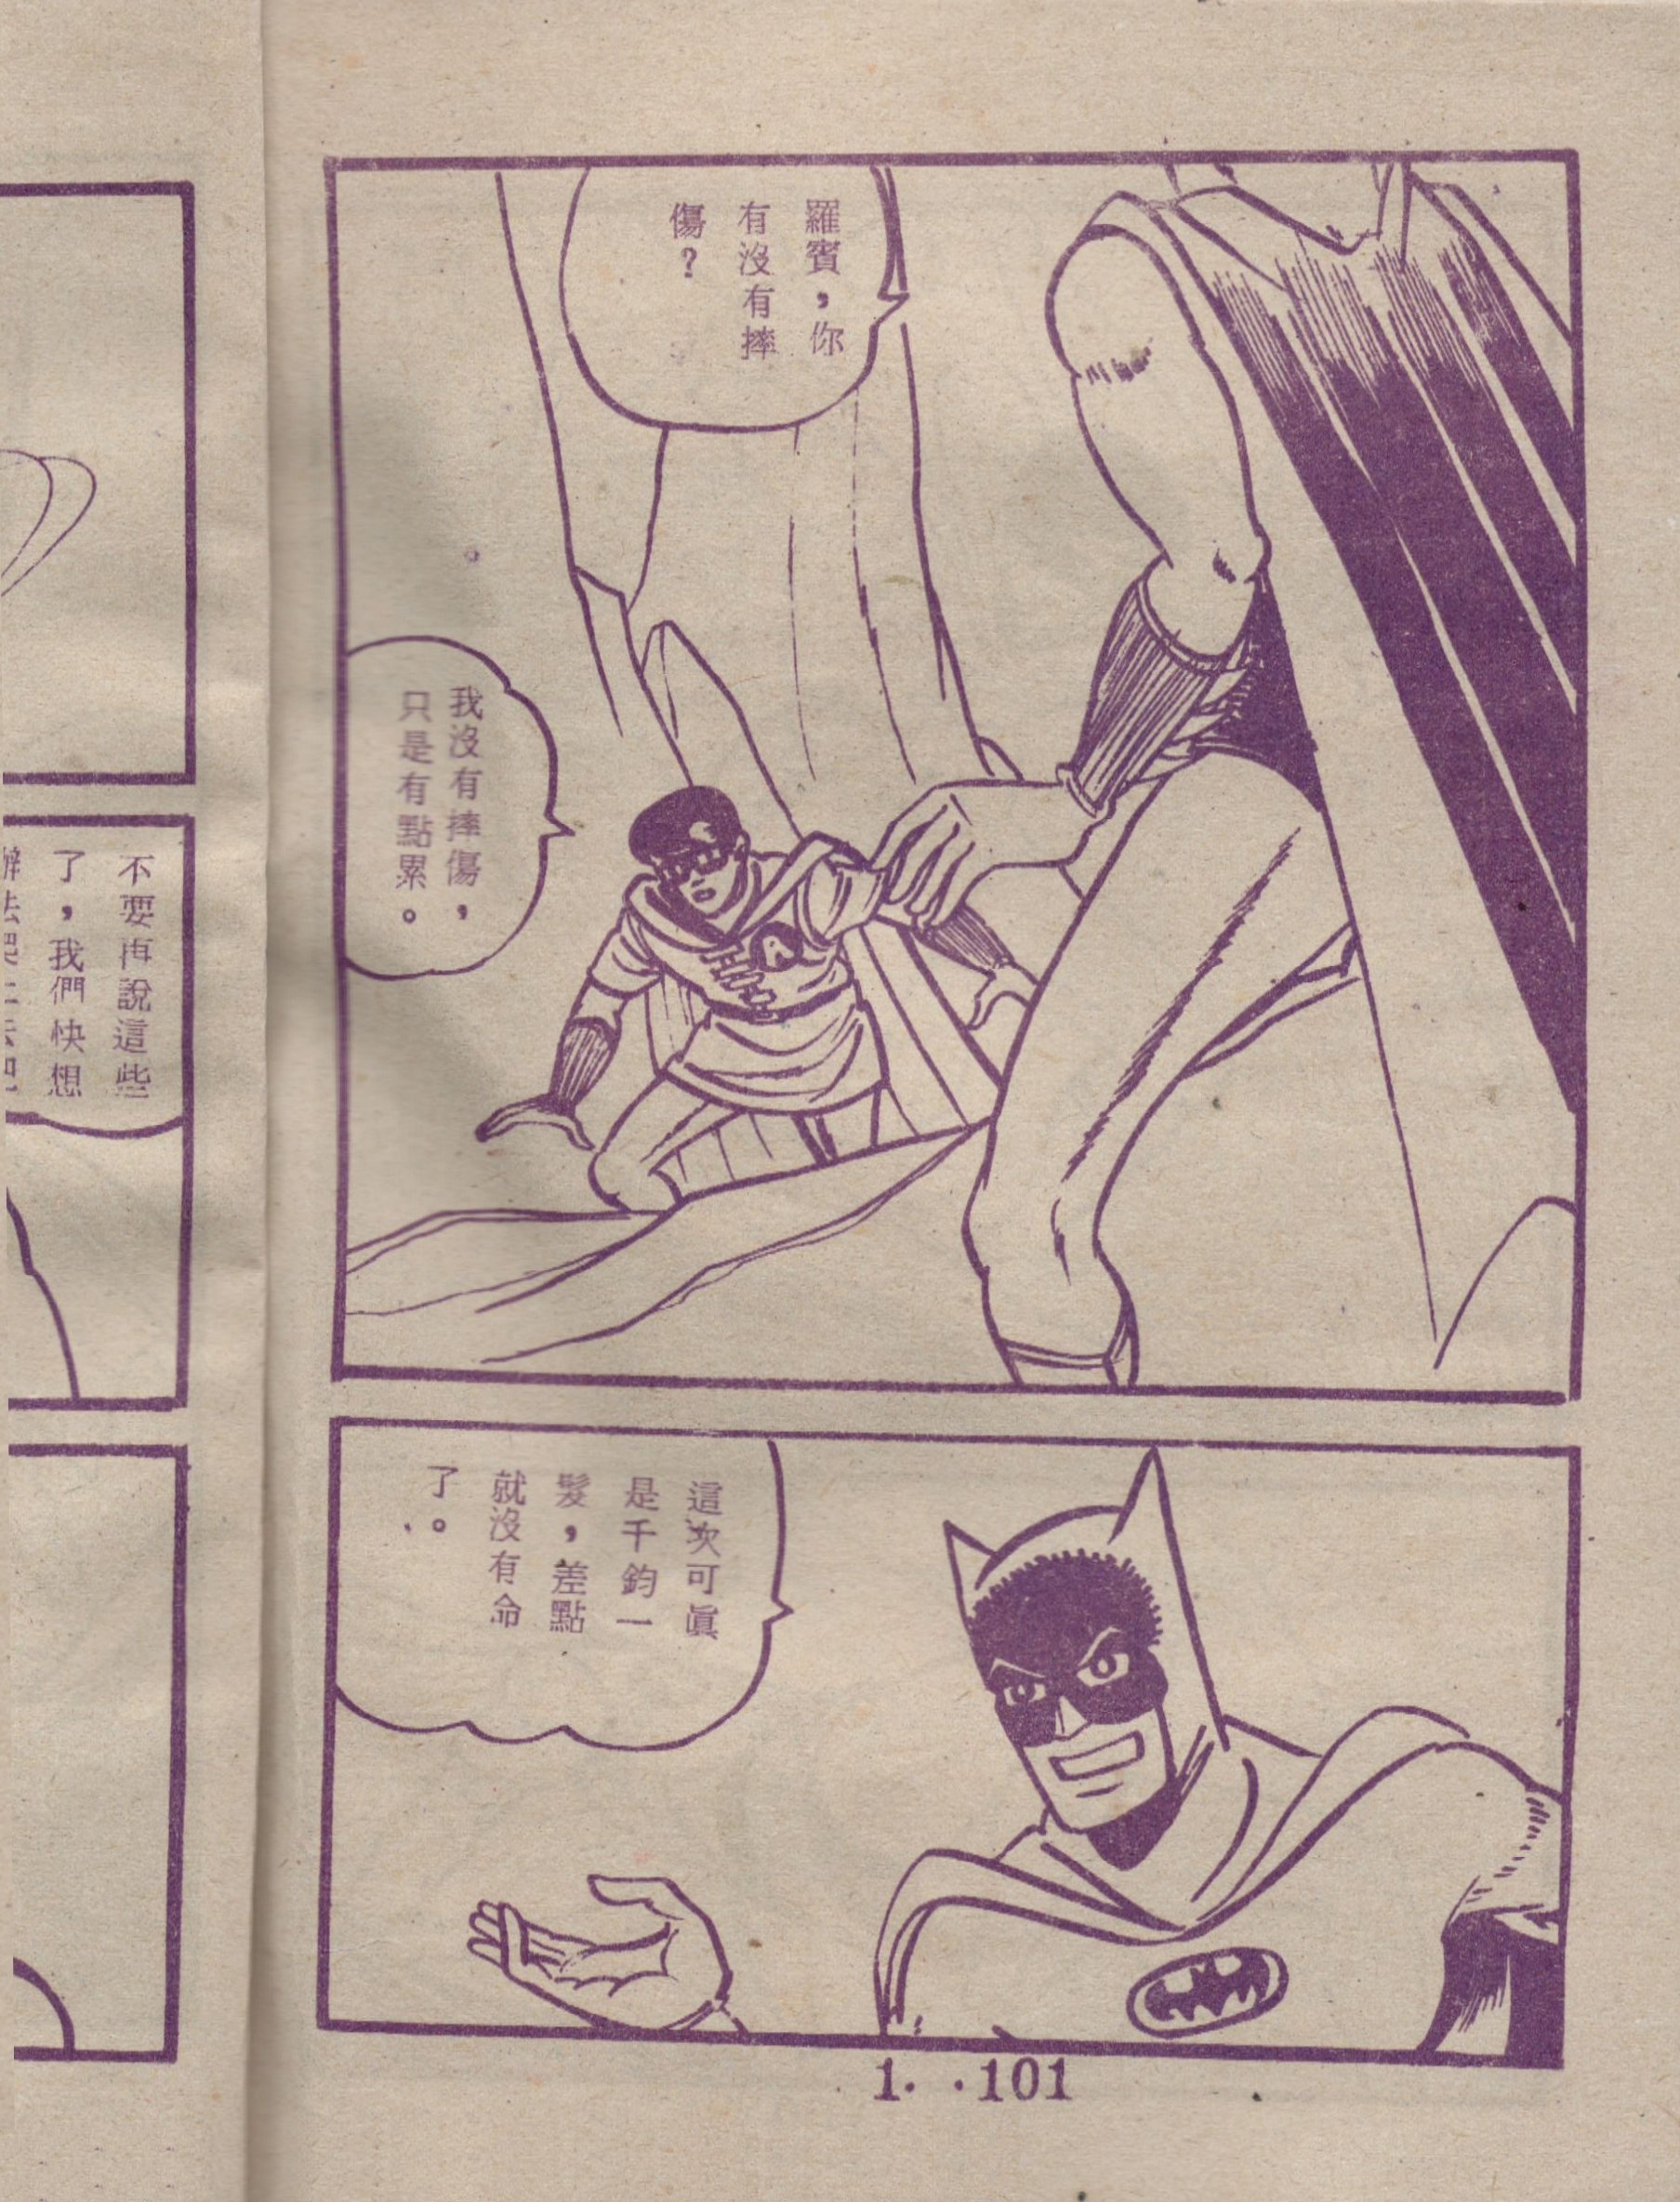 羅賓，你
有沒有摔
傷？
我沒有摔傷，
只是有點累。
這次可眞
是千鈞一
髮，差點
就沒有命
了。
1··101
不要再說這些
了，我們快想